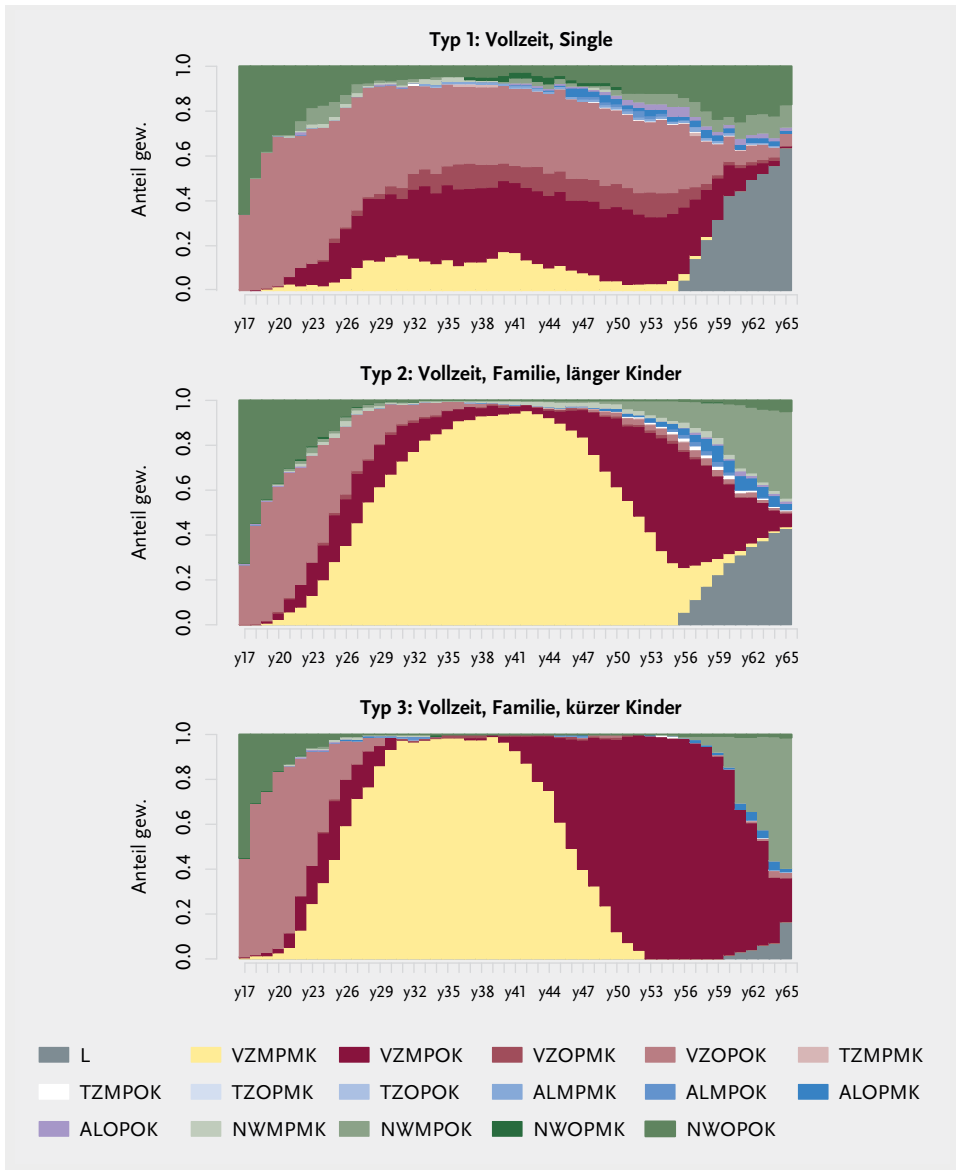 Typ 1: Vollzeit, Single
Anteil gew.
1.0
0.8
0.6
0.4
0.2
0.0
y17 y20 y23 y26 y29 y32 y35 y38 y41 y44 y47 y50 y53 y56 y59 y62 y65
Typ 2: Vollzeit, Familie, länger Kinder
Anteil gew.
1.0
0.8
0.6
0.4
0.2
0.0
y17 y20 y23 y26 y29 y32 y35 y38 y41 y44 y47 y50 y53 y56 y59 y62 y65
Typ 3: Vollzeit, Familie, kürzer Kinder
Anteil gew.
1.0
0.8
0.6
0.4
0.2
0.0
y17 y20 y23 y26 y29 y32 y35 y38 y41 y44 y47 y50 y53 y56 y59 y62 y65
L VZMPMK VZMPOK VZOPMK VZOPOK TZMPMK
TZMPOK TZOPMK TZOPOK ALMPMK ALMPOK ALOPMK
ALOPOK NWMPMK NWMPOK NWOPMK NWOPOK